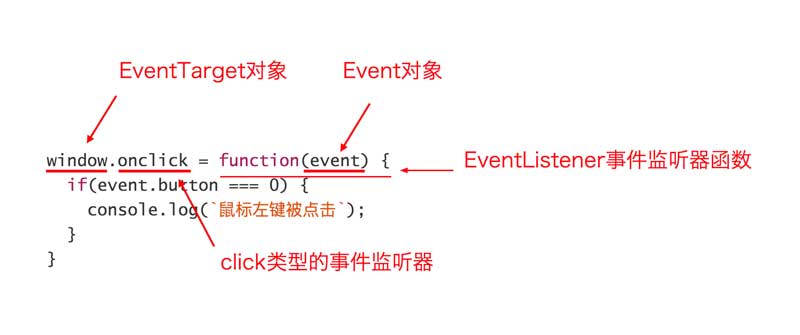 EventTarget对象
Event对象
window.onclick = function(event) {
EventListener事件监听器函数
if(event.button === 0) {
console.log(`鼠标左键被点击`);
}
click类型的事件监听器
}